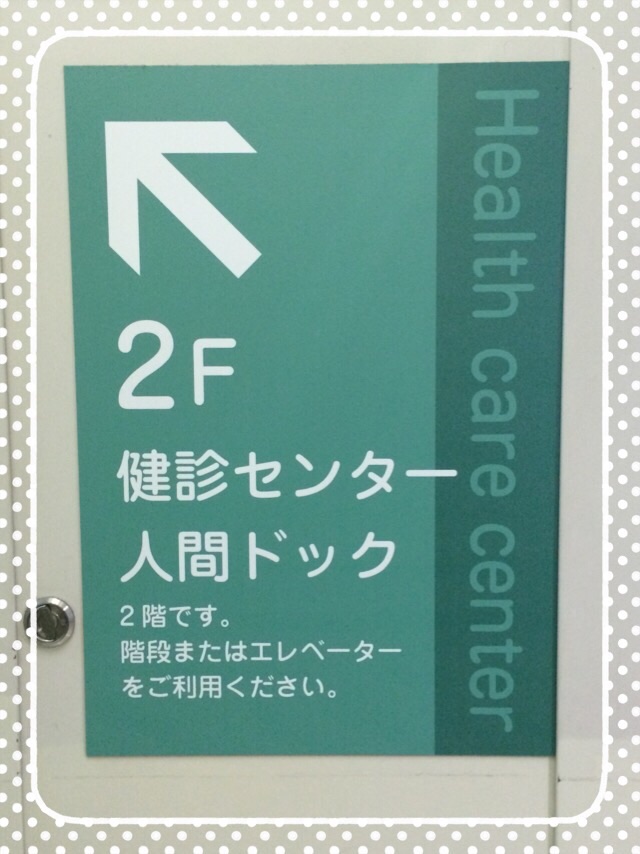 2F
健診センター
人間ドック
2階です。
階段またはエレベーター
をご利用ください。
Health care center